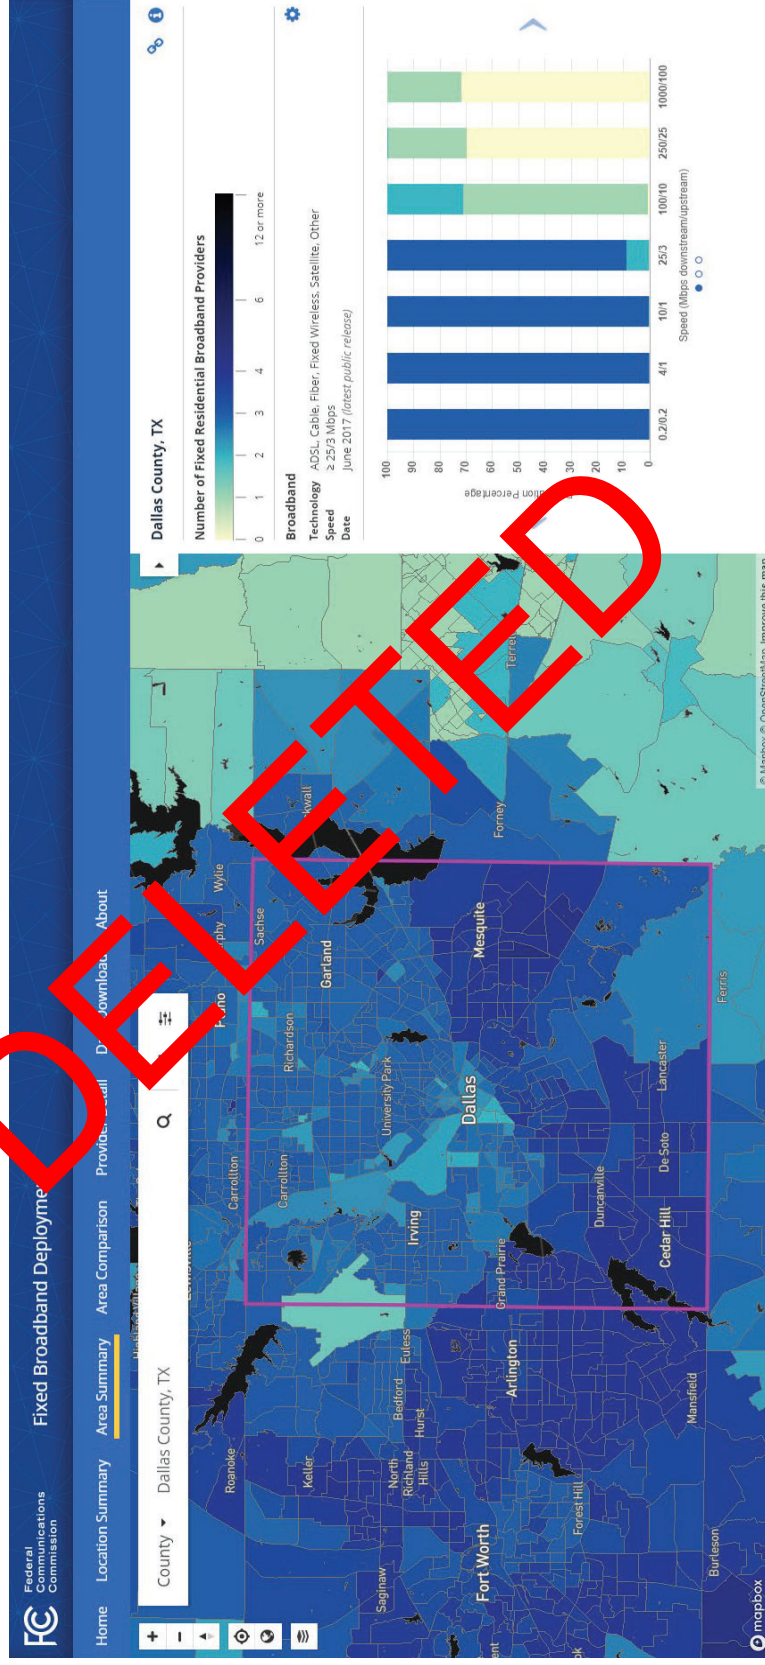 Federal
Communications
Commission
Fixed Broadband
Home
Location Summary
Area Summary
Area Comparison
Download
About
County
Dallas County, TX
Roanoke
Keller
North
Richland
Hills
Saginaw
Fort Worth
Forest Hill
Burleson
Bedford
Hurst
Euless
Arlington
Mansfield
Carrollton
Carrollton
Irving
Grand Prairie
Duncanville
Cedar Hill
De Soto
Lancaster
Richardson
University Park
Dallas
Garland
Sachse
Wylie
Mesquite
Ferris
Forney
© Mapbox © OpenStreetMap Improve this map
mapbox
Dallas County, TX
Number of Fixed Residential Broadband Providers
0 1 2 3 4 6 12 or more
Broadband
Technology ADSL, Cable, Fiber, Fixed Wireless, Satellite, Other
Speed ≥ 25/3 Mbps
Date June 2017 (latest public release)
100
90
80
70
60
50
40
30
20
10
0
Percentage
0.2/0.2 4/1 10/1 25/3 100/10 250/25 1000/100
Speed (Mbps downstream/upstream)
DELETED